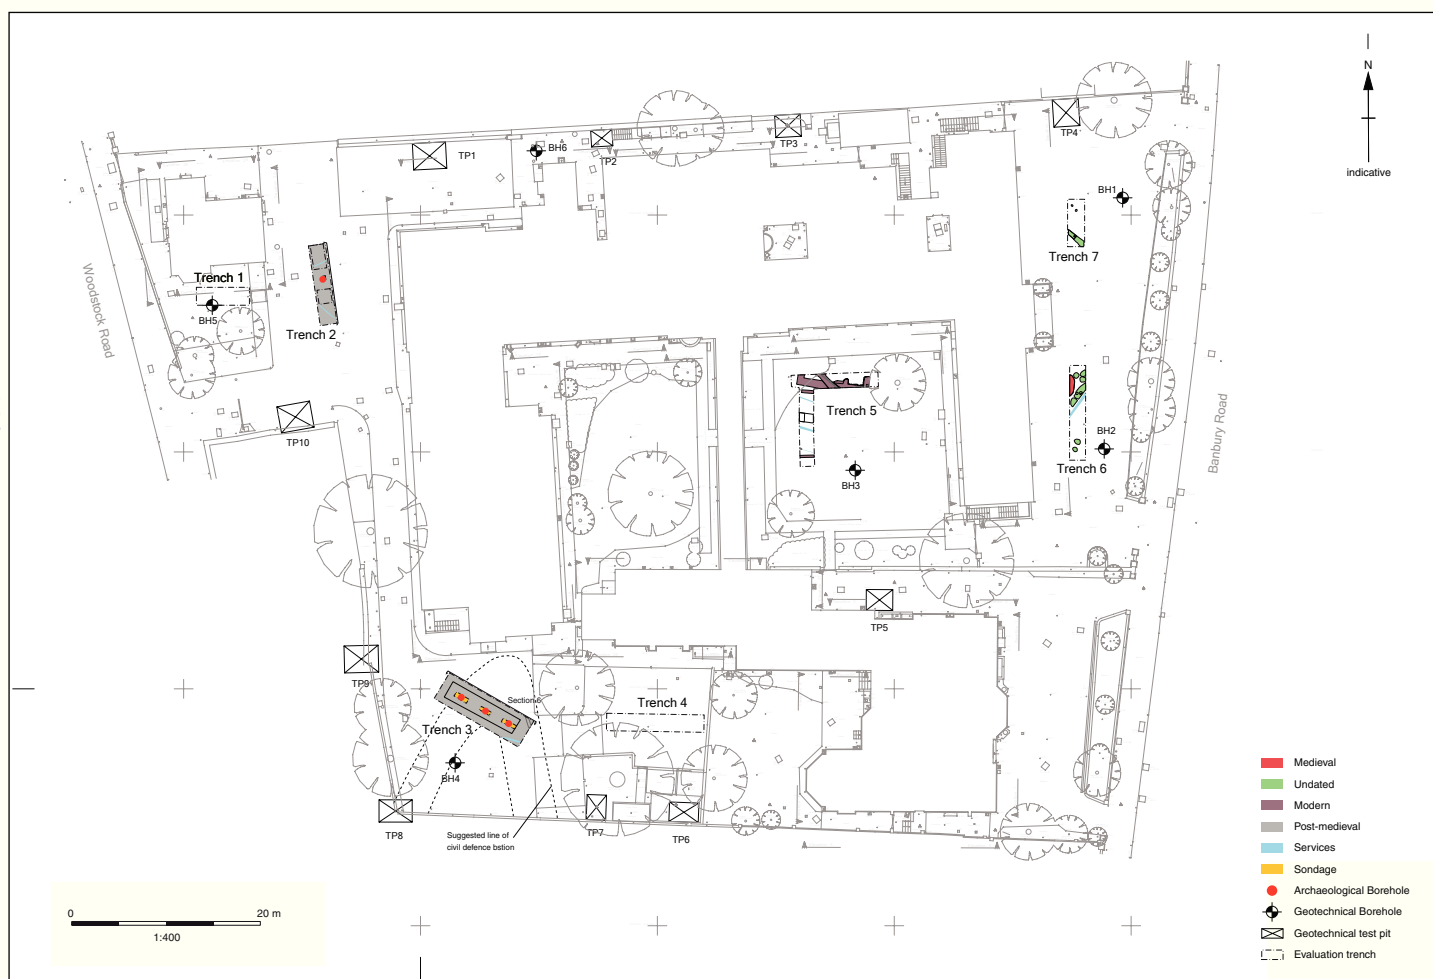 N
indicative
TP1
BH6
TP2
TP3
TP4
BH1
Trench 7
Trench 1
BH5
Trench 2
Woodstock Road
Trench 5
BH3
BH2
Trench 6
Banbury Road
TP10
TP5
TP9
Section 6
Trench 3
Trench 4
BH4
TP8
TP7
TP6
Suggested line of
civil defence bstion
Medieval
Undated
Modern
Post-medieval
Services
Sondage
Archaeological Borehole
Geotechnical Borehole
Geotechnical test pit
Evaluation trench
0 20 m
1:400